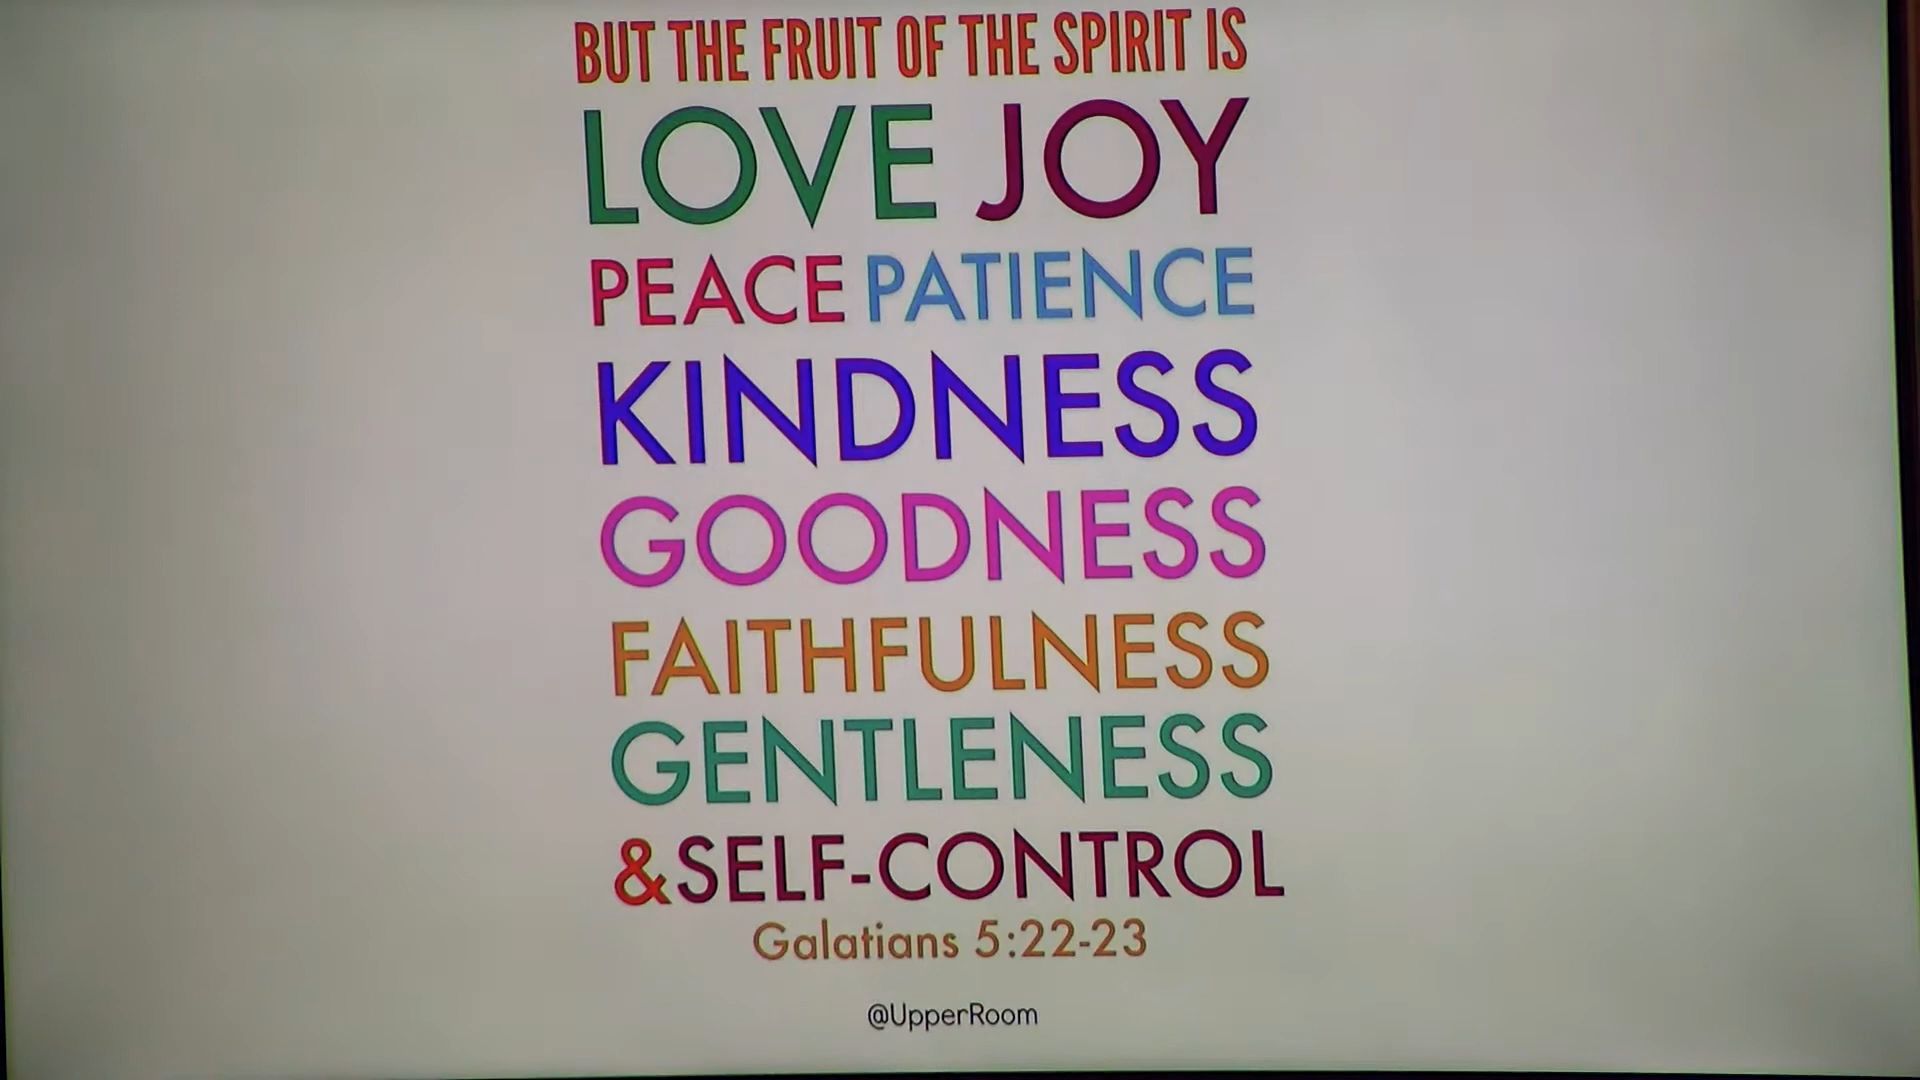 BUT THE FRUIT OF THE SPIRIT IS
LOVE JOY
PEACE PATIENCE
KINDNESS
GOODNESS
FAITHFULNESS
GENTLENESS
&SELF-CONTROL
Galatians 5:22-23
@UpperRoom